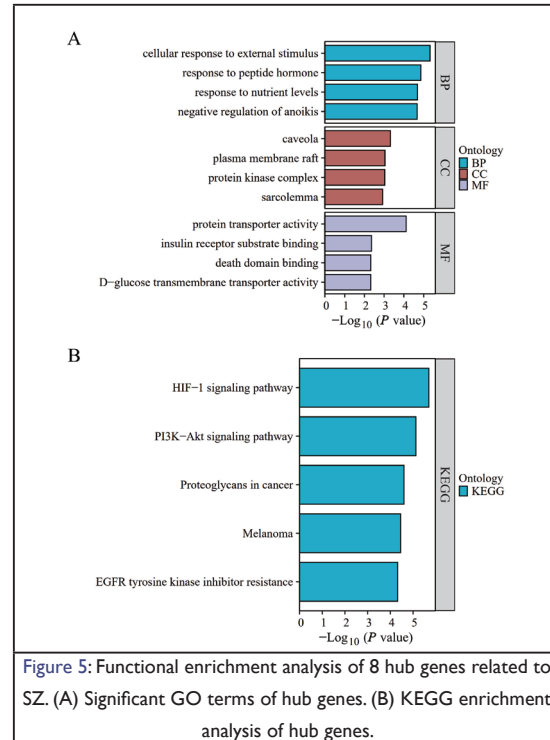 A
cellular response to external stimulus
response to peptide hormone
response to nutrient levels
negative regulation of anoikis
BP
caveola
plasma membrane raft
protein kinase complex
sarcolemma
CC
protein transporter activity
insulin receptor substrate binding
death domain binding
D−glucose transmembrane transporter activity
MF
Ontology
BP
CC
MF
0 1 2 3 4 5
−Log10 (P value)
B
HIF−1 signaling pathway
PI3K−Akt signaling pathway
Proteoglycans in cancer
Melanoma
EGFR tyrosine kinase inhibitor resistance
KEGG
Ontology
KEGG
0 1 2 3 4 5
−Log10 (P value)
Figure 5: Functional enrichment analysis of 8 hub genes related to
SZ. (A) Significant GO terms of hub genes. (B) KEGG enrichment
analysis of hub genes.